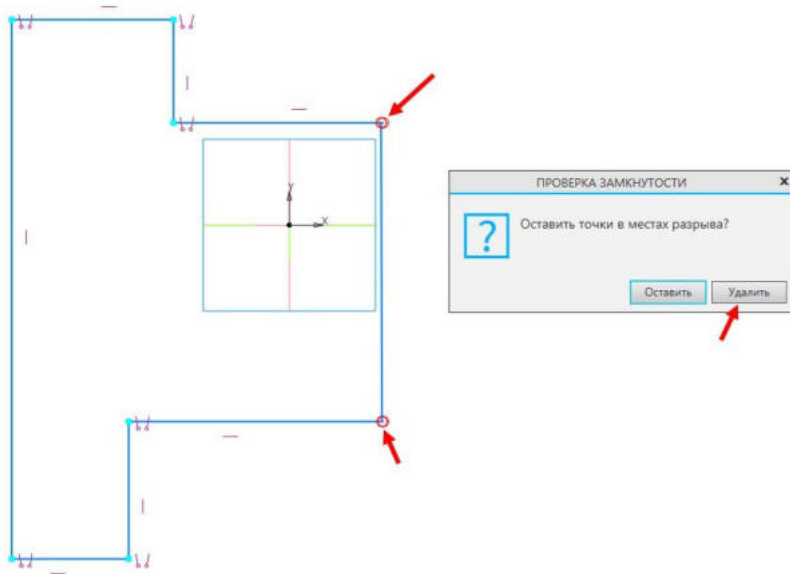 ПРОВЕРКА ЗАМКНУТОСТИ
x
Оставить точки в местах разрыва?
?
Оставить
Удалить
Y
X